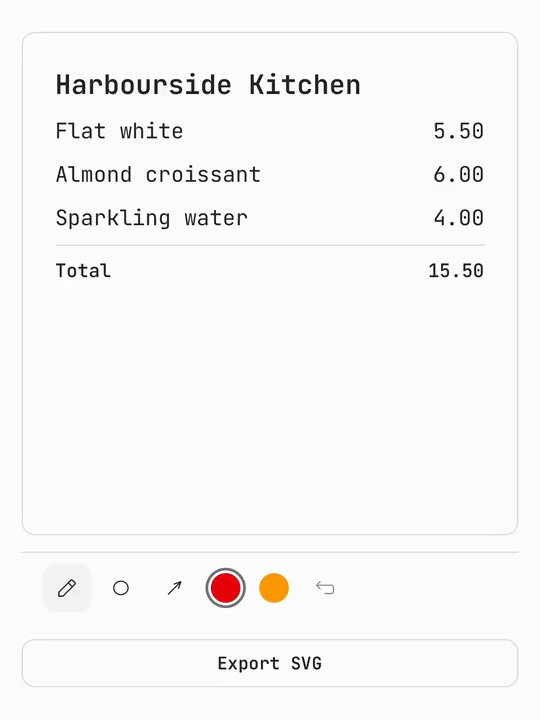 Harbourside Kitchen
Flat white 5.50
Almond croissant 6.00
Sparkling water 4.00
Total 15.50
Export SVG